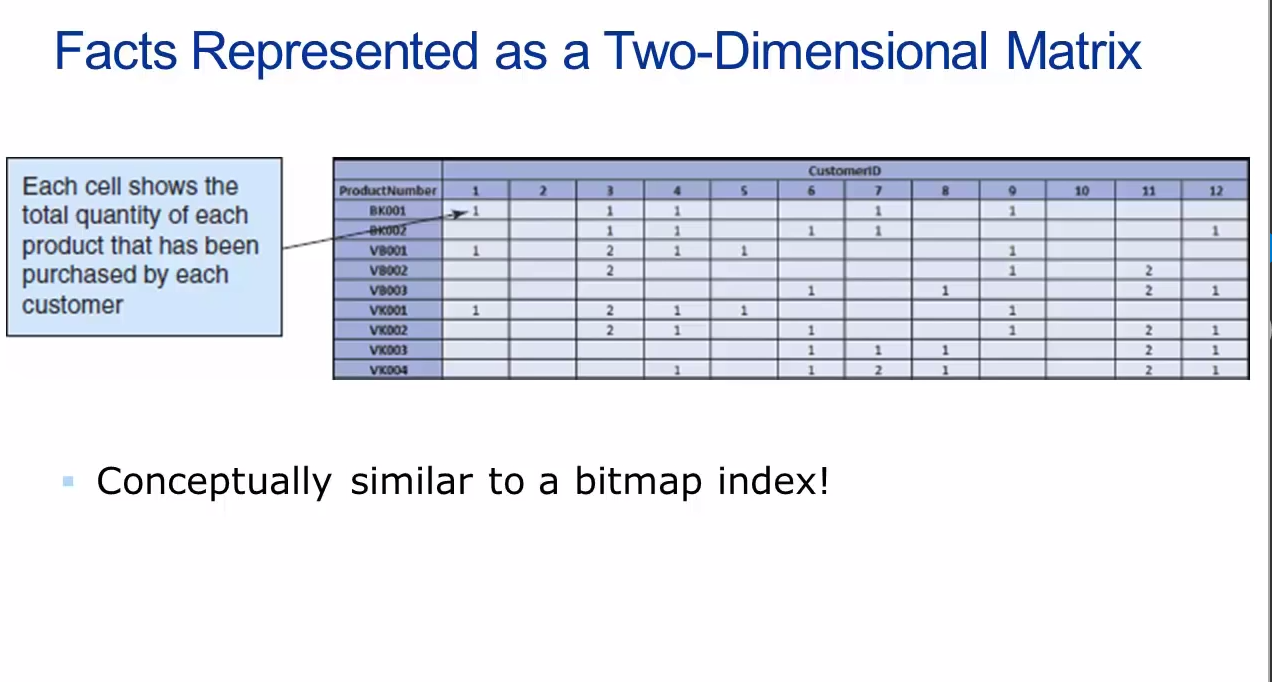 Facts Represented as a Two-Dimensional Matrix
Each cell shows the
total quantity of each
product that has been
purchased by each
customer
CustomerID
ProductNumber 1 2 3 4 5 6 7 8 9 10 11 12
BK001 1 1 1 1 1
BK002 1 1 1 1 1
VB001 1 2 1 1 1
VB002 2 1 2
VB003 1 1 2 1
VK001 1 2 1 1 1
VK002 2 1 1 1 2 1
VK003 1 1 1 2 1
VK004 1 1 2 1 2 1
Conceptually similar to a bitmap index!